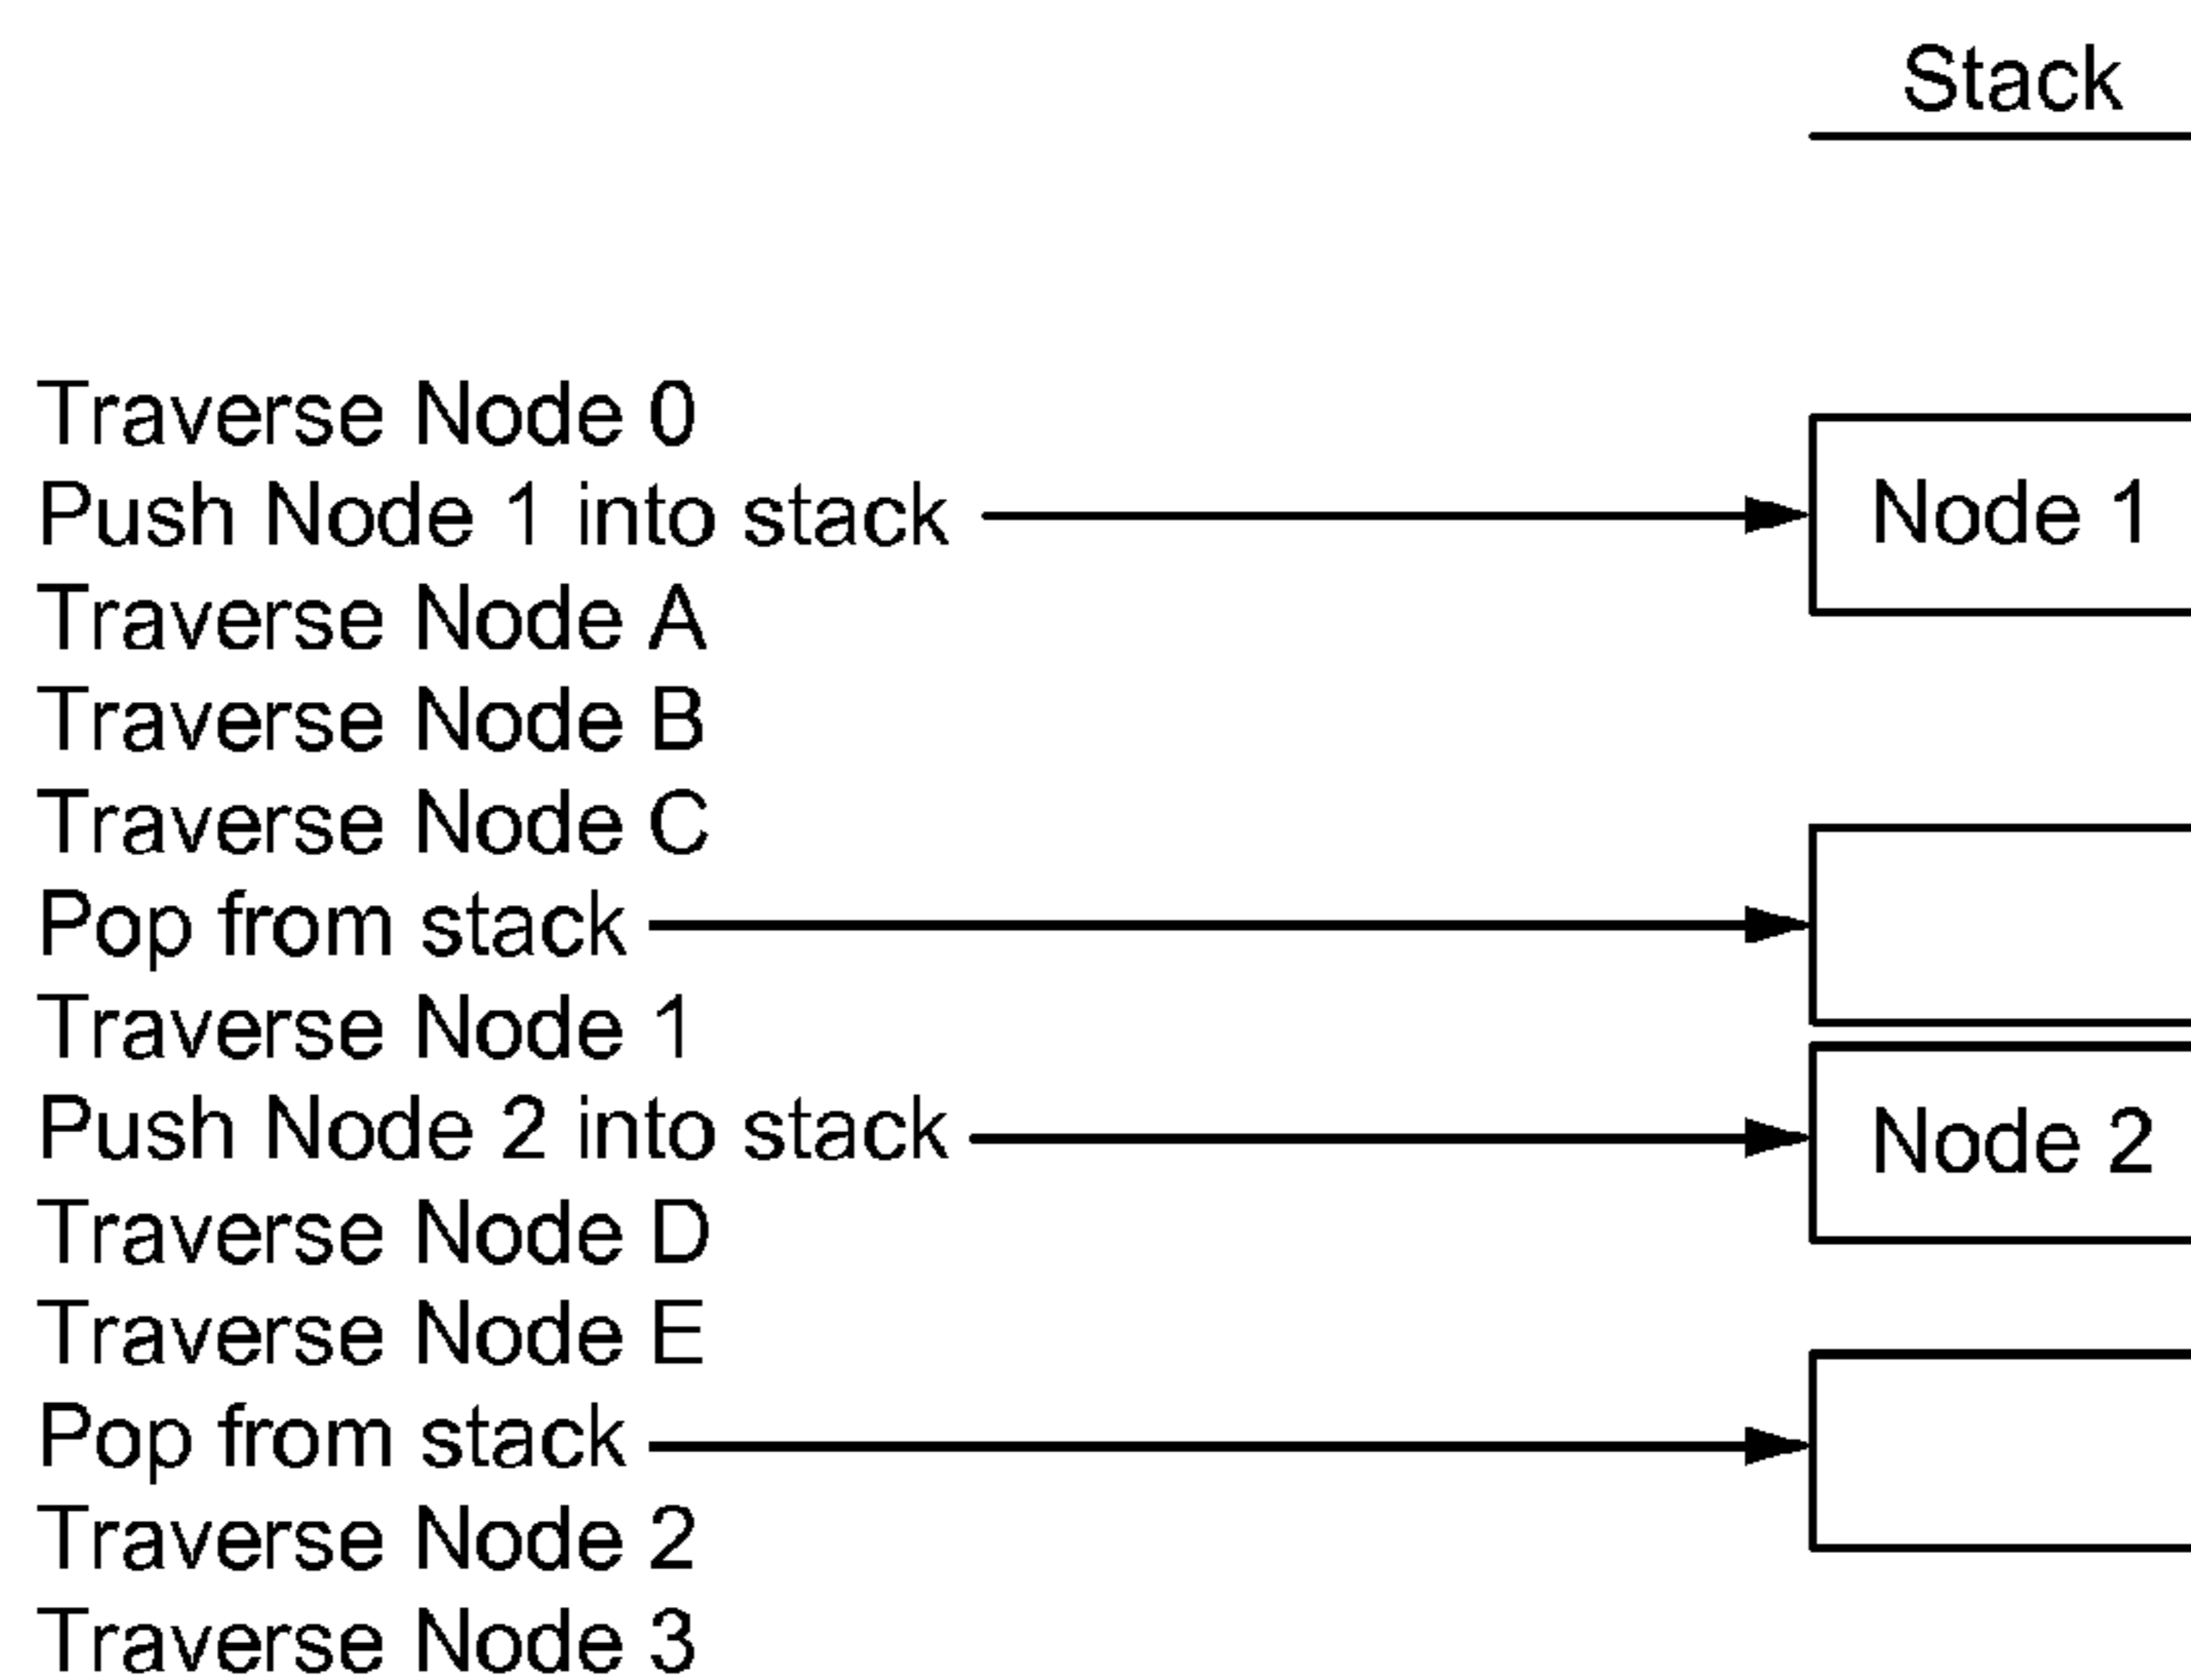 Stack
Traverse Node 0
Push Node 1 into stack
Node 1
Traverse Node A
Traverse Node B
Traverse Node C
Pop from stack
Traverse Node 1
Push Node 2 into stack
Node 2
Traverse Node D
Traverse Node E
Pop from stack
Traverse Node 2
Traverse Node 3